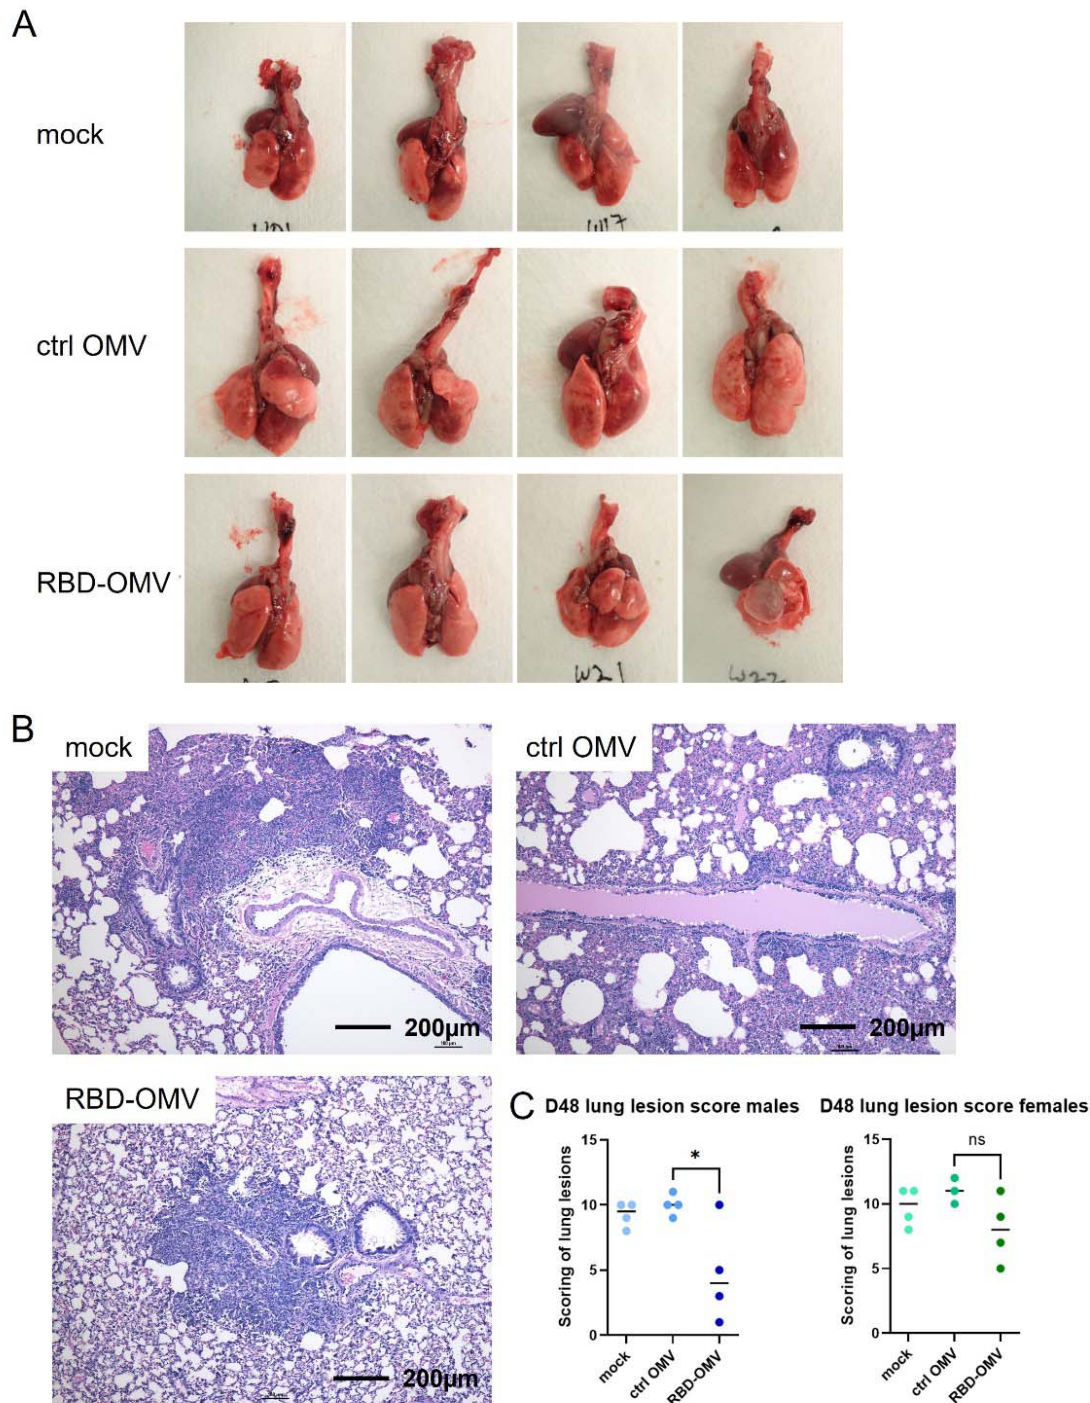 A
mock
ctrl OMV
RBD-OMV
W21
W22
B
mock
200µm
ctrl OMV
200µm
RBD-OMV
200µm
C
D48 lung lesion score males
Scoring of lung lesions
15
10
5
0
*
mock
ctrl OMV
RBD-OMV
D48 lung lesion score females
Scoring of lung lesions
15
10
5
0
ns
mock
ctrl OMV
RBD-OMV